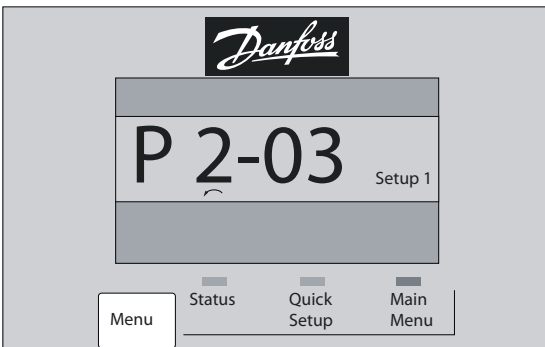 Danfoss
P 2-03 Setup 1
Menu
Status
Quick Setup
Main Menu